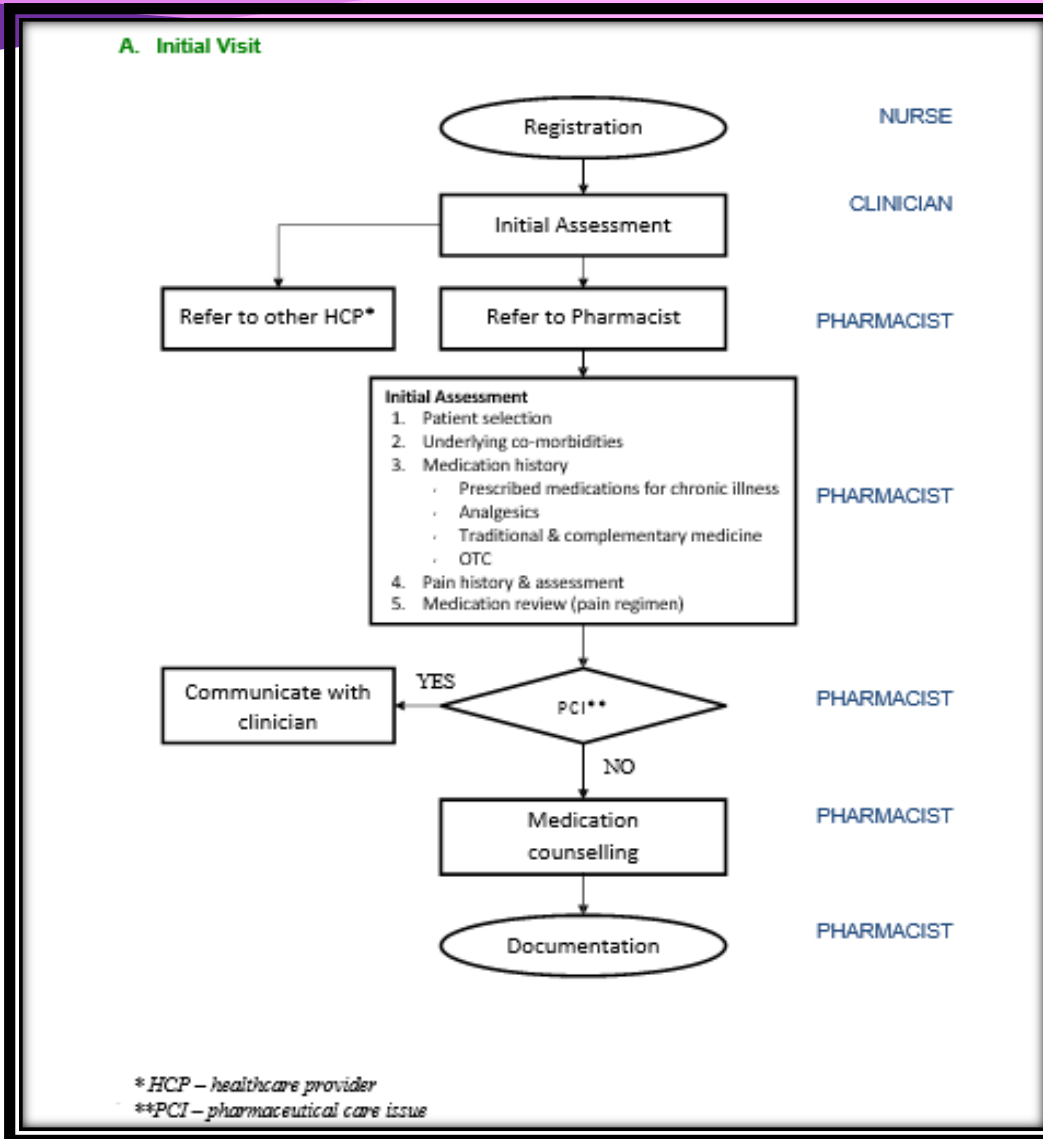 A. Initial Visit
Registration
NURSE
Initial Assessment
CLINICIAN
Refer to other HCP*
Refer to Pharmacist
PHARMACIST
Initial Assessment
1. Patient selection
2. Underlying co-morbidities
3. Medication history
· Prescribed medications for chronic illness
· Analgesics
· Traditional & complementary medicine
· OTC
4. Pain history & assessment
5. Medication review (pain regimen)
PHARMACIST
Communicate with
clinician
YES
PCI**
PHARMACIST
NO
Medication
counselling
PHARMACIST
Documentation
PHARMACIST
* HCP – healthcare provider
**PCI – pharmaceutical care issue